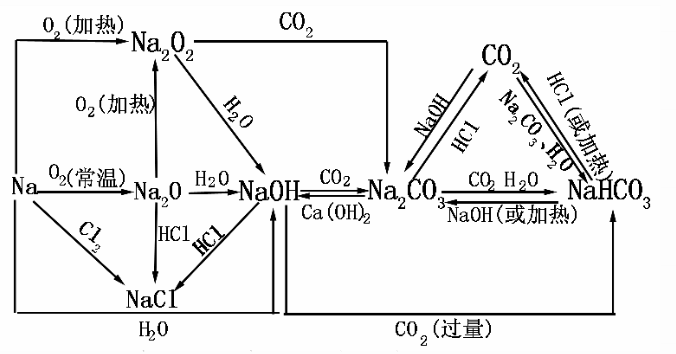 O₂(加热)
Na₂O₂
CO₂
CO₂
O₂(加热)
H₂O
NaOH
HCl
Na₂CO₃、H₂O
HCl(或加热)
Na
O₂(常温)
Na₂O
H₂O
NaOH
CO₂
Ca(OH)₂
Na₂CO₃
CO₂ H₂O
NaOH(或加热)
NaHCO₃
Cl₂
HCl
HCl
NaCl
H₂O
CO₂(过量)